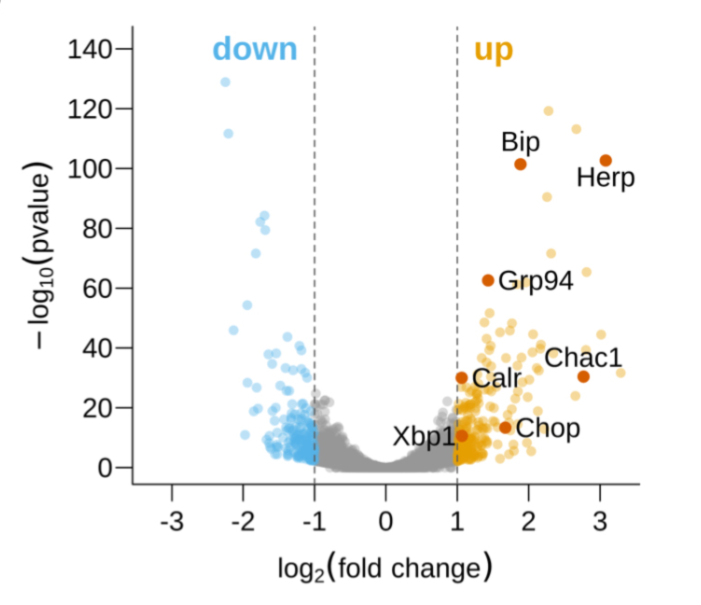 140
down
up
120
Bip
100
Herp
80
Grp94
60
40
Chac1
Calr
20
Xbp1
Chop
0
-3 -2 -1 0 1 2 3
log2(fold change)
– log10(pvalue)